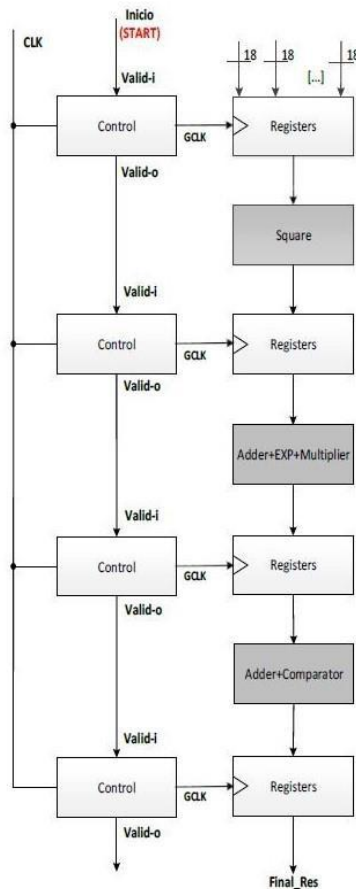 Inicio
(START)
CLK
18 18 18
[...]
Valid-i
Control
GCLK
Registers
Valid-o
Square
Valid-i
Control
GCLK
Registers
Valid-o
Adder+EXP+Multiplier
Valid-i
Control
GCLK
Registers
Valid-o
Adder+Comparator
Valid-i
Control
GCLK
Registers
Valid-o
Final_Res